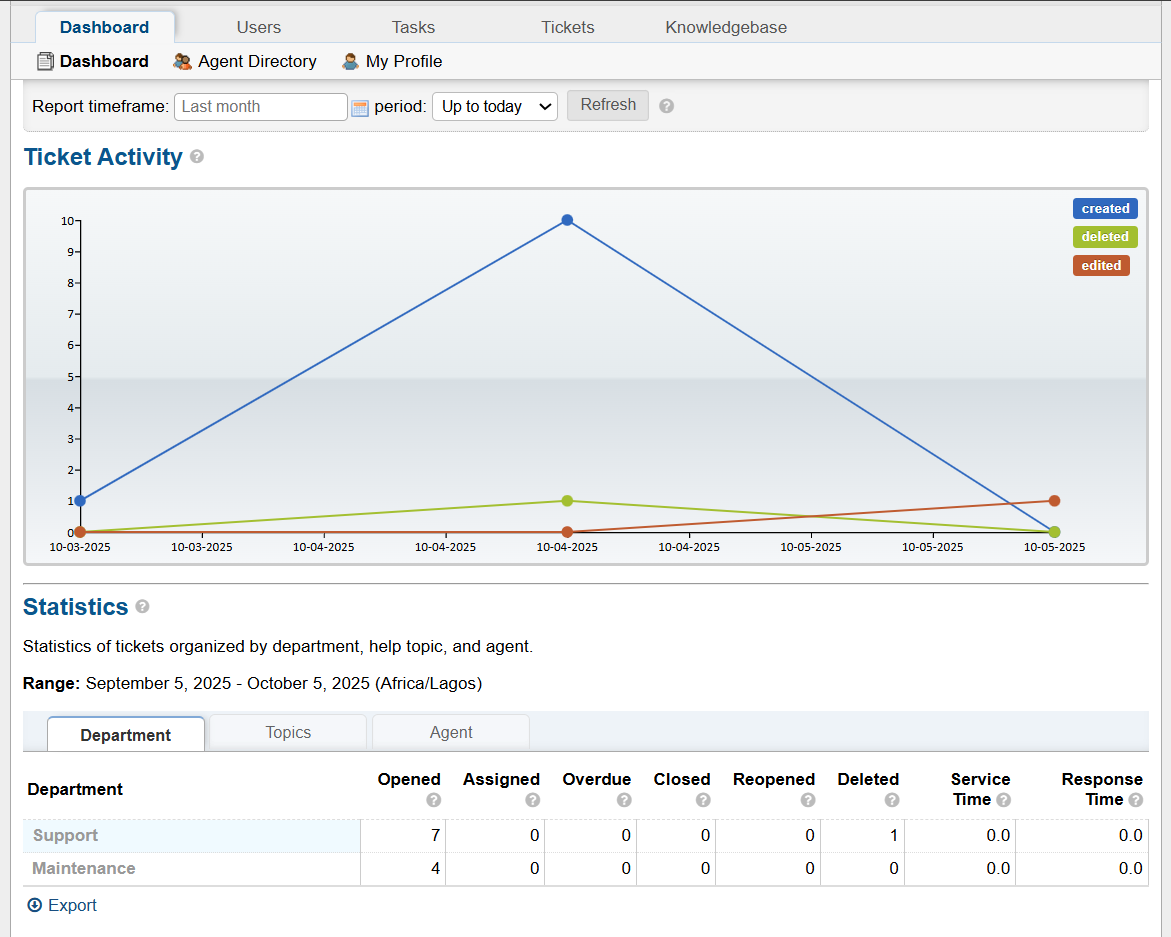 Dashboard Users Tasks Tickets Knowledgebase
Dashboard Agent Directory My Profile
Report timeframe: Last month period: Up to today Refresh ?
Ticket Activity ?
created
deleted
edited
10
9
8
7
6
5
4
3
2
1
0
10-03-2025 10-03-2025 10-04-2025 10-04-2025 10-04-2025 10-04-2025 10-05-2025 10-05-2025 10-05-2025
Statistics ?
Statistics of tickets organized by department, help topic, and agent.
Range: September 5, 2025 - October 5, 2025 (Africa/Lagos)
Department Topics Agent
Department Opened ? Assigned ? Overdue ? Closed ? Reopened ? Deleted ? Service Time ? Response Time ?
Support 7 0 0 0 0 1 0.0 0.0
Maintenance 4 0 0 0 0 0 0.0 0.0
Export